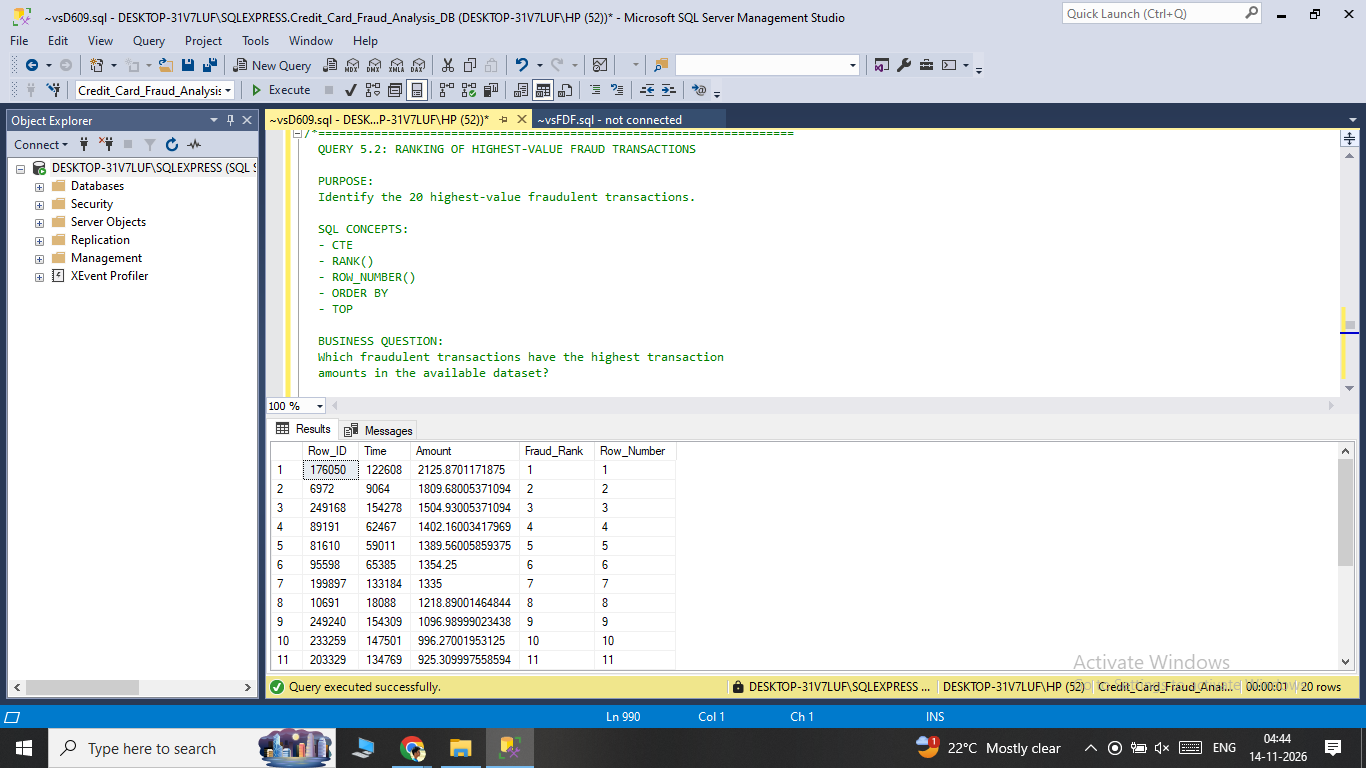 ~vsD609.sql - DESKTOP-31V7LUF\SQLEXPRESS.Credit_Card_Fraud_Analysis_DB (DESKTOP-31V7LUF\HP (52))* - Microsoft SQL Server Management Studio
Quick Launch (Ctrl+Q)
File Edit View Query Project Tools Window Help
New Query MDX DMX XMLA DAX
Credit_Card_Fraud_Analysis Execute
Object Explorer
~vsD609.sql - DESK...P-31V7LUF\HP (52))* ~vsFDF.sql - not connected
Connect
DESKTOP-31V7LUF\SQLEXPRESS (SQL S
Databases
Security
Server Objects
Replication
Management
XEvent Profiler
/*====================================================================
QUERY 5.2: RANKING OF HIGHEST-VALUE FRAUD TRANSACTIONS
PURPOSE:
Identify the 20 highest-value fraudulent transactions.
SQL CONCEPTS:
- CTE
- RANK()
- ROW_NUMBER()
- ORDER BY
- TOP
BUSINESS QUESTION:
Which fraudulent transactions have the highest transaction
amounts in the available dataset?
100 %
Results Messages
Row_ID Time Amount Fraud_Rank Row_Number
1 176050 122608 2125.8701171875 1 1
2 6972 9064 1809.68005371094 2 2
3 249168 154278 1504.93005371094 3 3
4 89191 62467 1402.16003417969 4 4
5 81610 59011 1389.56005859375 5 5
6 95598 65385 1354.25 6 6
7 199897 133184 1335 7 7
8 10691 18088 1218.89001464844 8 8
9 249240 154309 1096.98999023438 9 9
10 233259 147501 996.27001953125 10 10
11 203329 134769 925.309997558594 11 11
Activate Windows
Query executed successfully. DESKTOP-31V7LUF\SQLEXPRESS ... DESKTOP-31V7LUF\HP (52) Credit_Card_Fraud_Anal... 00:00:01 20 rows
Ln 990 Col 1 Ch 1 INS
Type here to search 1 22°C Mostly clear ENG 04:44
14-11-2026